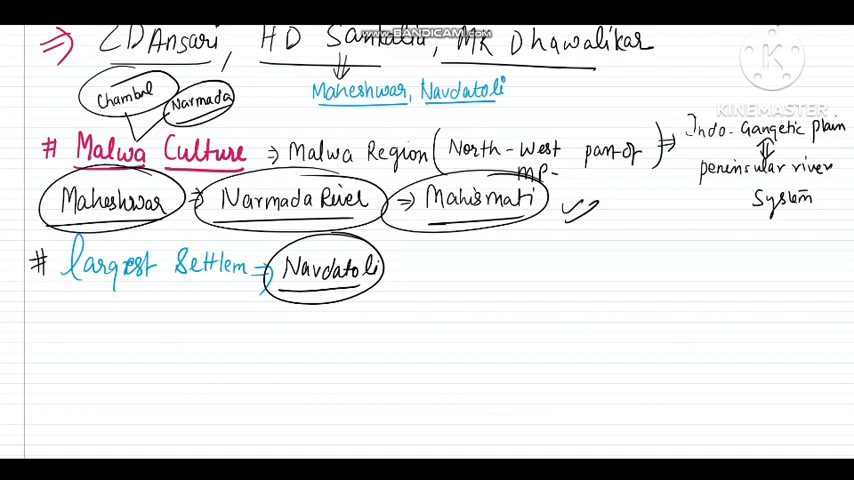 WWW.BANDICAM.COM
⇒ ZD Ansari, HD Sankalia, MK Dhawalikar
Maheshwar, Navdatoli
Chambal
Narmada
K
KINEMASTER
# Malwa Culture → Malwa Region (North-West part of MP-) ⇒ Indo-Gangetic plain
peninsular river
System
Maheshwar ⇒ Narmada River → Mahismati
# largest Settlem ⇒ Navdatoli